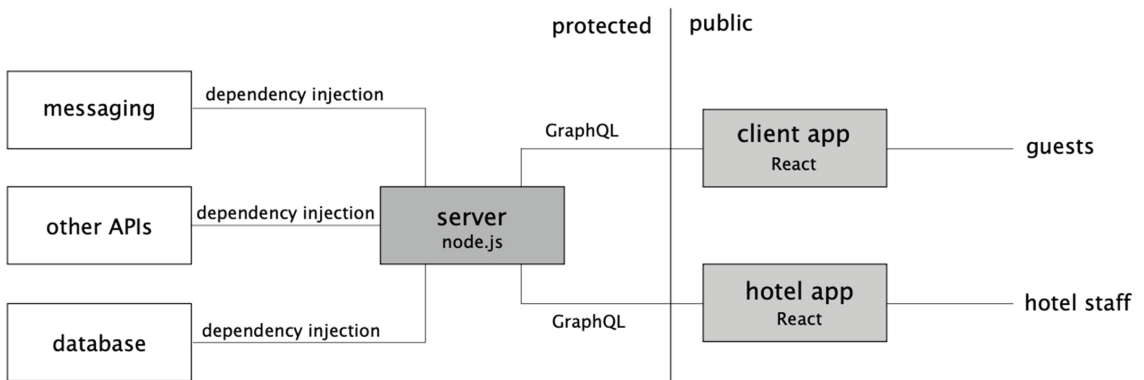 protected
public
messaging
dependency injection
GraphQL
client app
React
guests
other APIs
dependency injection
server
node.js
database
dependency injection
GraphQL
hotel app
React
hotel staff